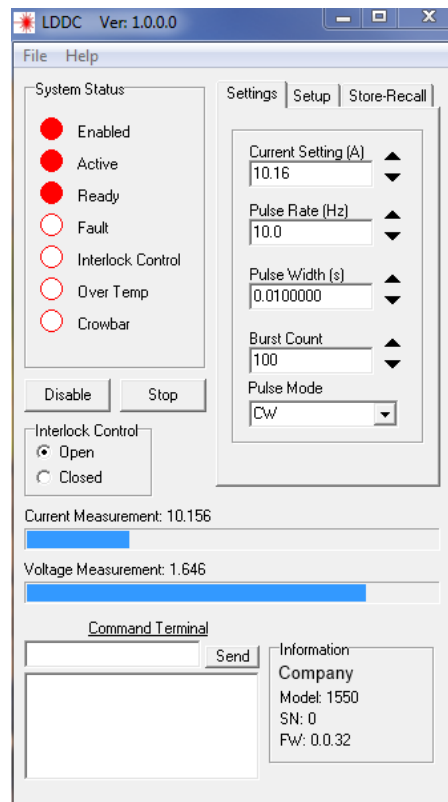 LDDC Ver: 1.0.0.0
File Help
System Status
Enabled
Active
Ready
Fault
Interlock Control
Over Temp
Crowbar
Disable Stop
Interlock Control
Open
Closed
Settings Setup Store-Recall
Current Setting (A)
10.16
Pulse Rate (Hz)
10.0
Pulse Width (s)
0.0100000
Burst Count
100
Pulse Mode
CW
Current Measurement: 10.156
Voltage Measurement: 1.646
Command Terminal
Send
Information
Company
Model: 1550
SN: 0
FW: 0.0.32